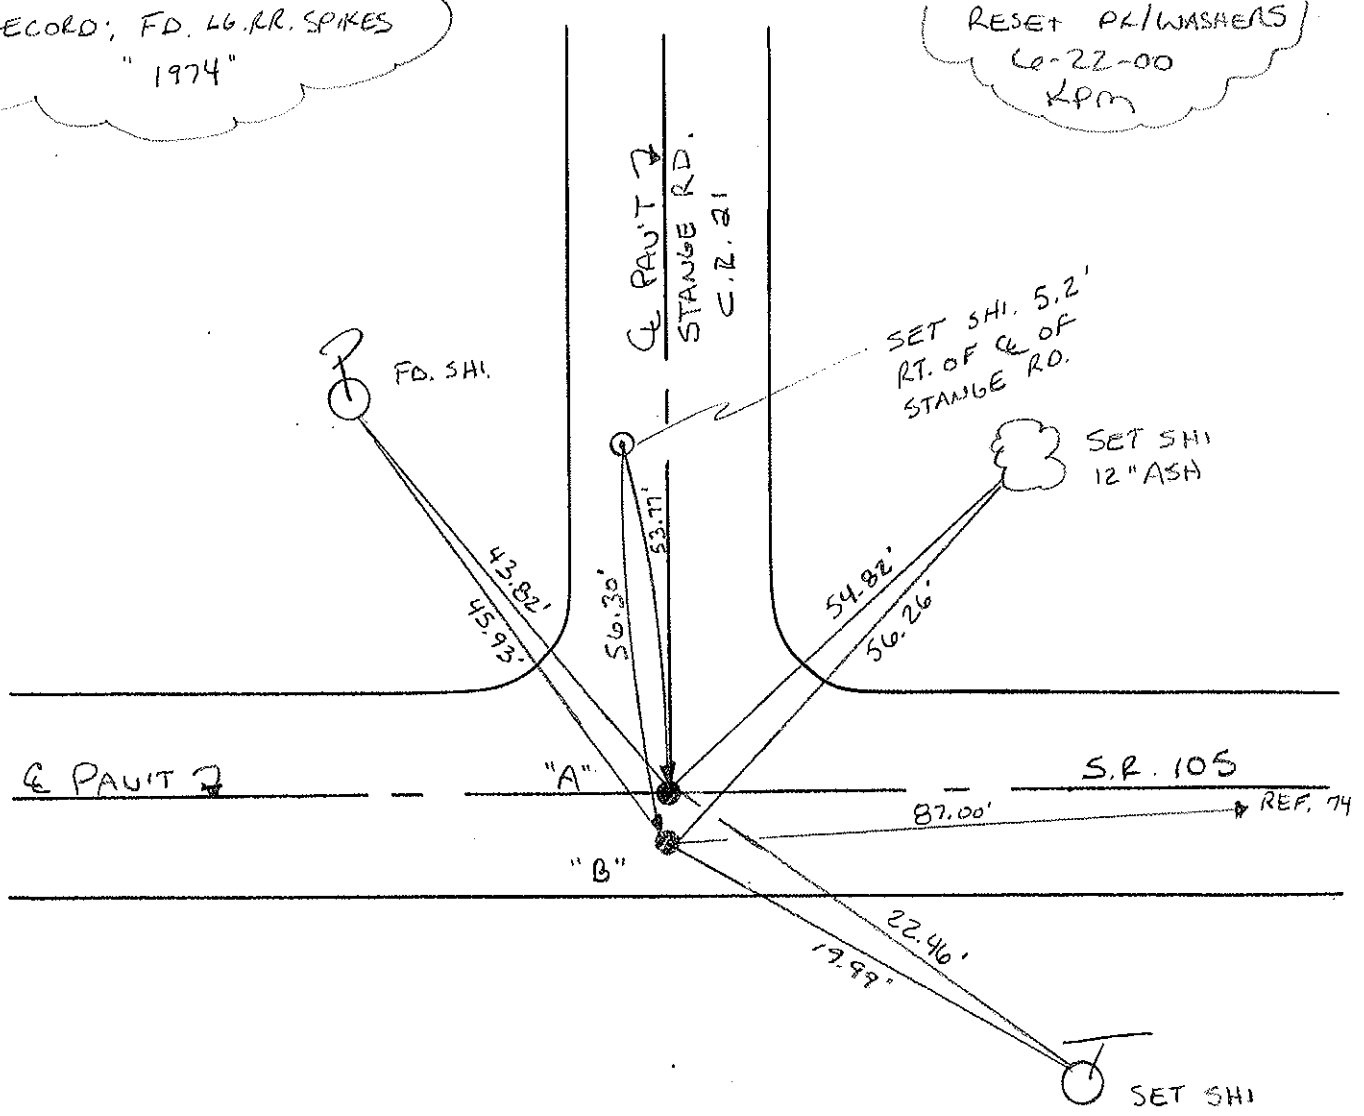 ECORD; FD. LG. RR. SPIKES
"1974"
RESET PK/WASHERS
6-22-00
KPM
℄ PAV'T
STANGE RD.
C.R. 21
FD. SHI.
SET SHI. 5.2'
RT. OF ℄ OF
STANGE RD.
SET SHI
12" ASH
43.82'
45.93'
56.30'
53.77'
54.82'
56.26'
℄ PAV'T
"A"
S.R. 105
87.00'
REF. 74
"B"
22.46'
19.99'
SET SHI